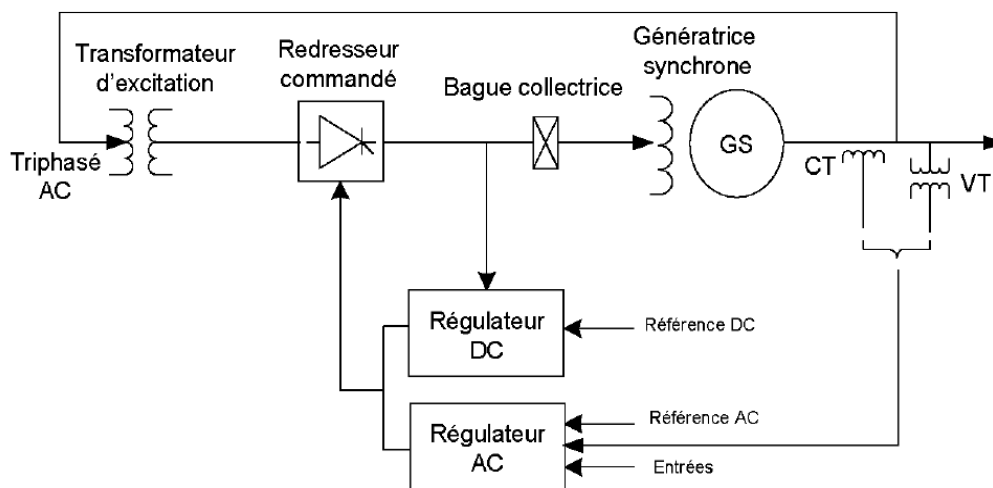 Transformateur
d'excitation
Redresseur
commandé
Bague collectrice
Génératrice
synchrone
Triphasé
AC
GS
CT
VT
Régulateur
DC
Référence DC
Régulateur
AC
Référence AC
Entrées